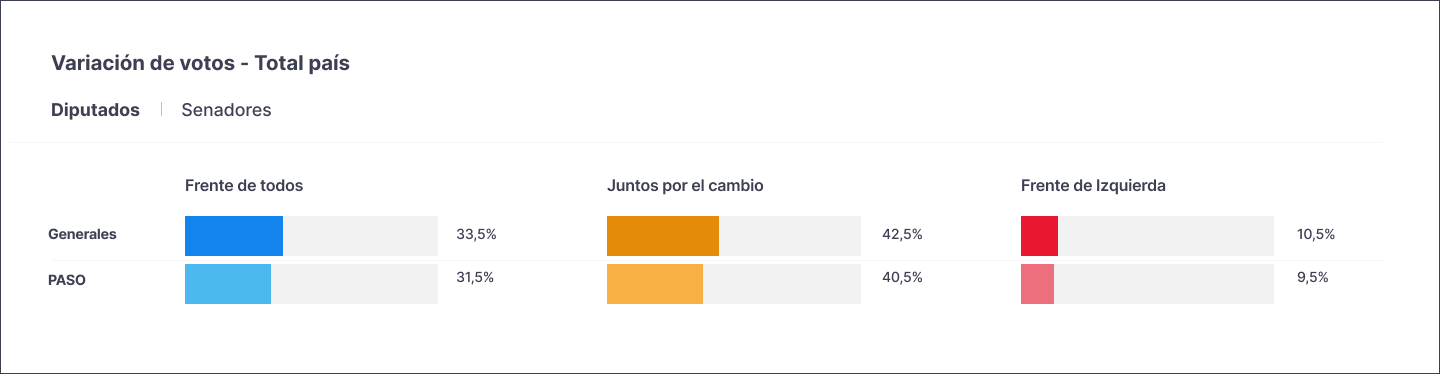 Variación de votos - Total país
Diputados | Senadores
Frente de todos Juntos por el cambio Frente de Izquierda
Generales 33,5% 42,5% 10,5%
PASO 31,5% 40,5% 9,5%